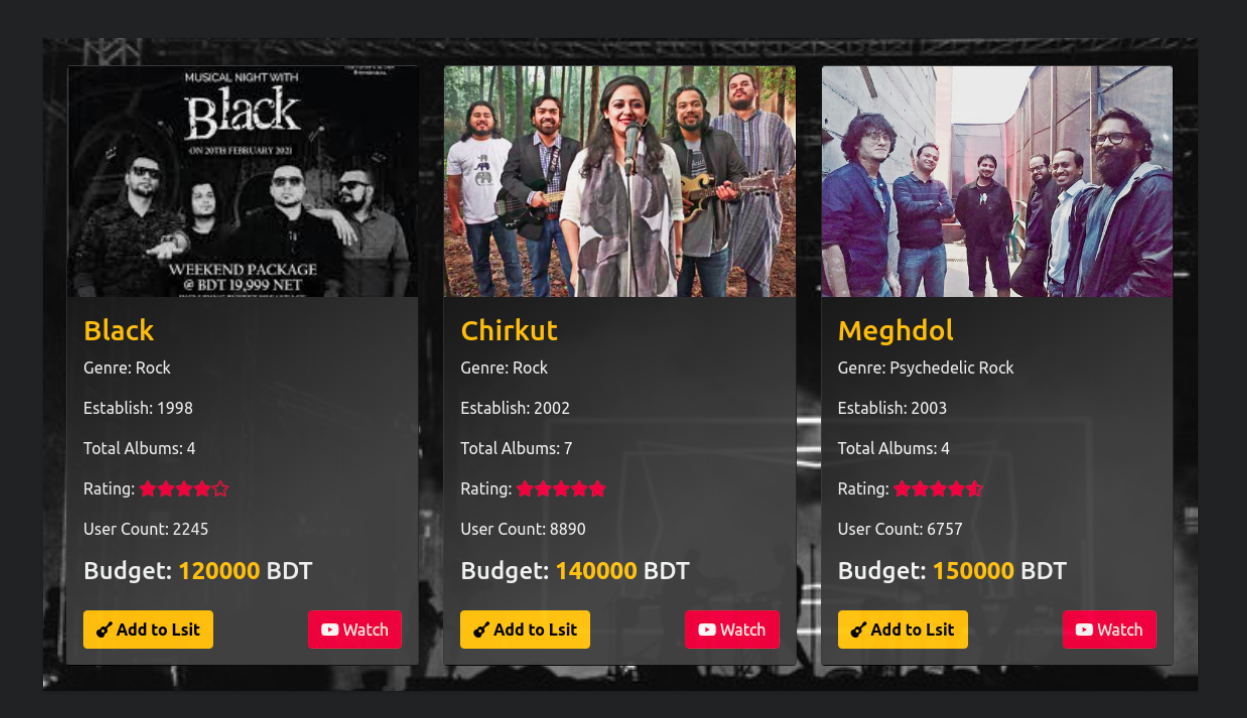 MUSICAL NIGHT WITH
Black
ON 20TH FEBRUARY 2021
WEEKEND PACKAGE
@ BDT 19,999 NET
Black
Genre: Rock
Establish: 1998
Total Albums: 4
Rating:
User Count: 2245
Budget: 120000 BDT
Add to Lsit
Watch
Chirkut
Genre: Rock
Establish: 2002
Total Albums: 7
Rating:
User Count: 8890
Budget: 140000 BDT
Add to Lsit
Watch
Meghdol
Genre: Psychedelic Rock
Establish: 2003
Total Albums: 4
Rating:
User Count: 6757
Budget: 150000 BDT
Add to Lsit
Watch